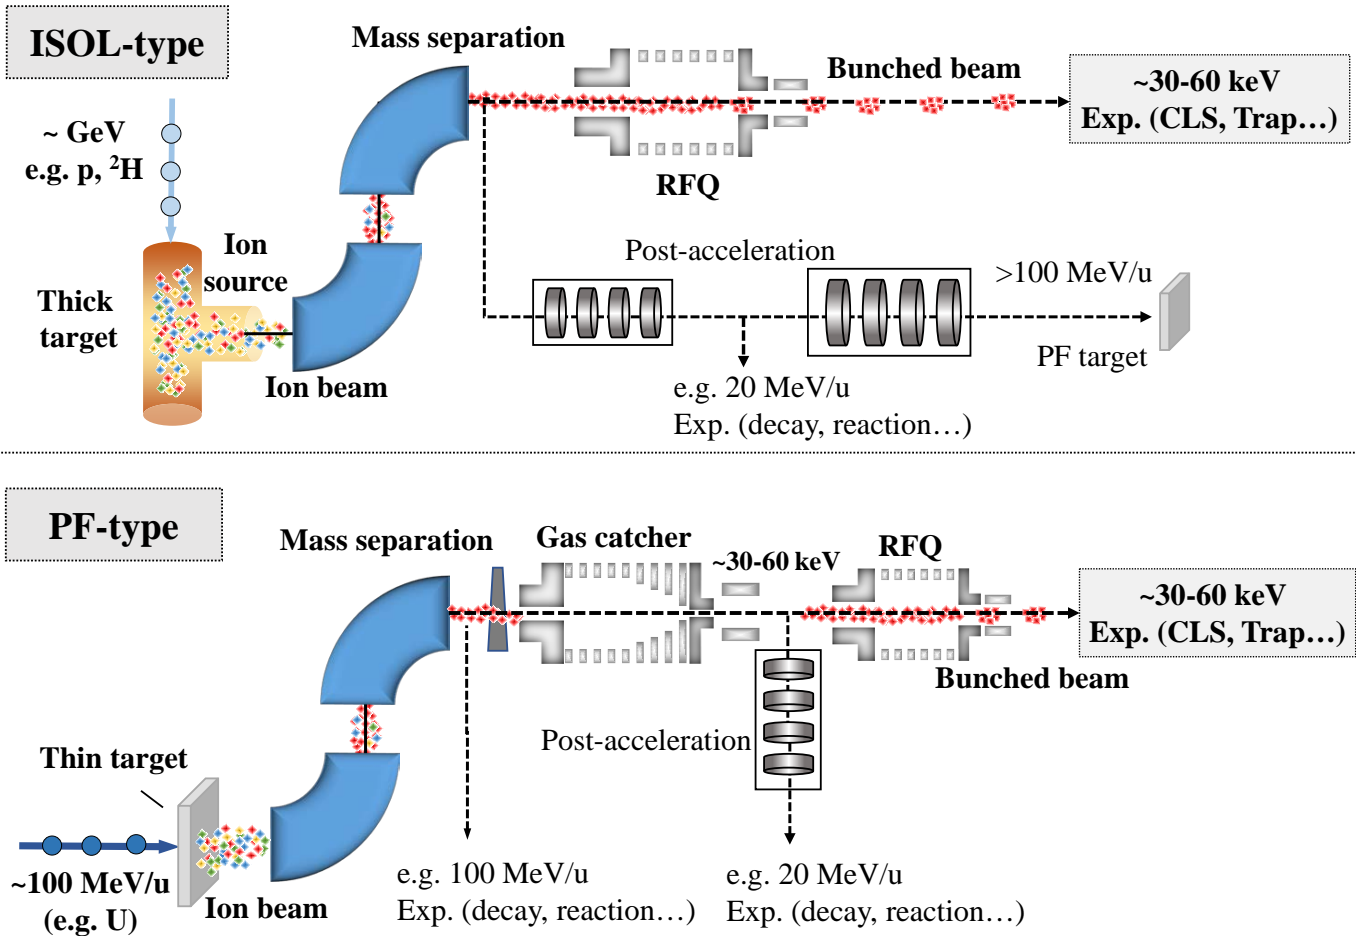 ISOL-type
Mass separation
Bunched beam
~30-60 keV
Exp. (CLS, Trap…)
~ GeV
e.g. p, ²H
RFQ
Ion
source
Thick
target
Ion beam
Post-acceleration
>100 MeV/u
PF target
e.g. 20 MeV/u
Exp. (decay, reaction…)
PF-type
Mass separation
Gas catcher
~30-60 keV
RFQ
~30-60 keV
Exp. (CLS, Trap…)
Bunched beam
Post-acceleration
Thin target
~100 MeV/u
(e.g. U)
Ion beam
e.g. 100 MeV/u
Exp. (decay, reaction…)
e.g. 20 MeV/u
Exp. (decay, reaction…)